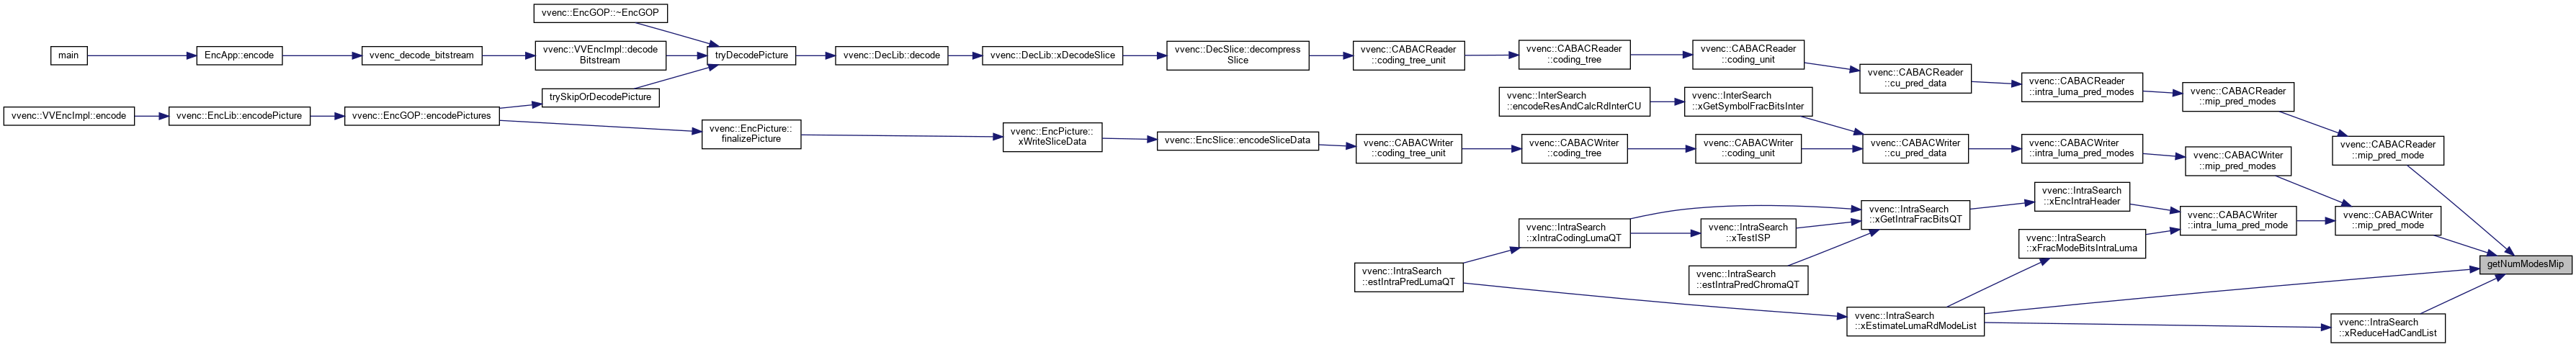 vvenc::EncGOP::~EncGOP
main
EncApp::encode
vvenc_decode_bitstream
vvenc::VVEncImpl::decode
Bitstream
tryDecodePicture
vvenc::DecLib::decode
vvenc::DecLib::xDecodeSlice
vvenc::DecSlice::decompress
Slice
vvenc::CABACReader
::coding_tree_unit
vvenc::CABACReader
::coding_tree
vvenc::CABACReader
::coding_unit
vvenc::CABACReader
::cu_pred_data
vvenc::CABACReader
::intra_luma_pred_modes
vvenc::CABACReader
::mip_pred_modes
trySkipOrDecodePicture
vvenc::InterSearch
::encodeResAndCalcRdInterCU
vvenc::InterSearch
::xGetSymbolFracBitsInter
vvenc::VVEncImpl::encode
vvenc::EncLib::encodePicture
vvenc::EncGOP::encodePictures
vvenc::EncPicture::
finalizePicture
vvenc::EncPicture::
xWriteSliceData
vvenc::EncSlice::encodeSliceData
vvenc::CABACWriter
::coding_tree_unit
vvenc::CABACWriter
::coding_tree
vvenc::CABACWriter
::coding_unit
vvenc::CABACWriter
::cu_pred_data
vvenc::CABACWriter
::intra_luma_pred_modes
vvenc::CABACWriter
::mip_pred_modes
vvenc::CABACReader
::mip_pred_mode
vvenc::IntraSearch
::xEncIntraHeader
vvenc::IntraSearch
::xGetIntraFracBitsQT
vvenc::CABACWriter
::intra_luma_pred_mode
vvenc::CABACWriter
::mip_pred_mode
vvenc::IntraSearch
::xIntraCodingLumaQT
vvenc::IntraSearch
::xTestISP
vvenc::IntraSearch
::xFracModeBitsIntraLuma
getNumModesMip
vvenc::IntraSearch
::estIntraPredLumaQT
vvenc::IntraSearch
::estIntraPredChromaQT
vvenc::IntraSearch
::xEstimateLumaRdModeList
vvenc::IntraSearch
::xReduceHadCandList